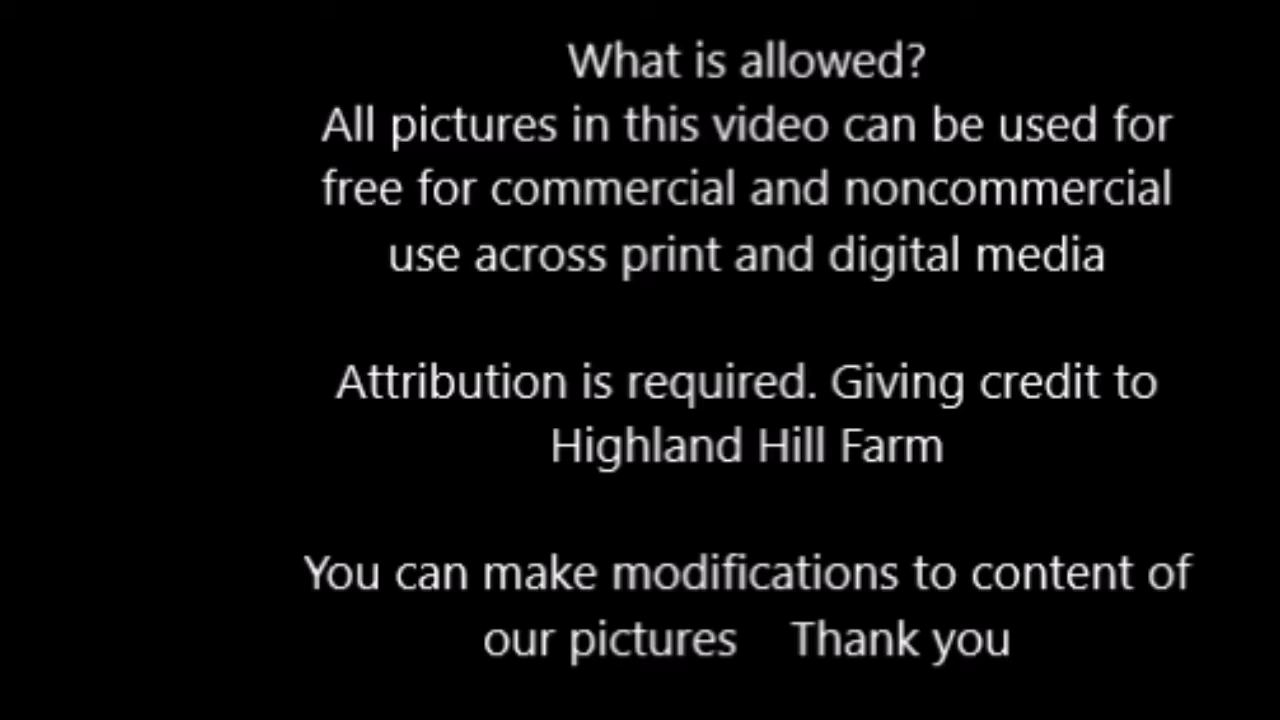 What is allowed?
All pictures in this video can be used for
free for commercial and noncommercial
use across print and digital media
Attribution is required. Giving credit to
Highland Hill Farm
You can make modifications to content of
our pictures    Thank you